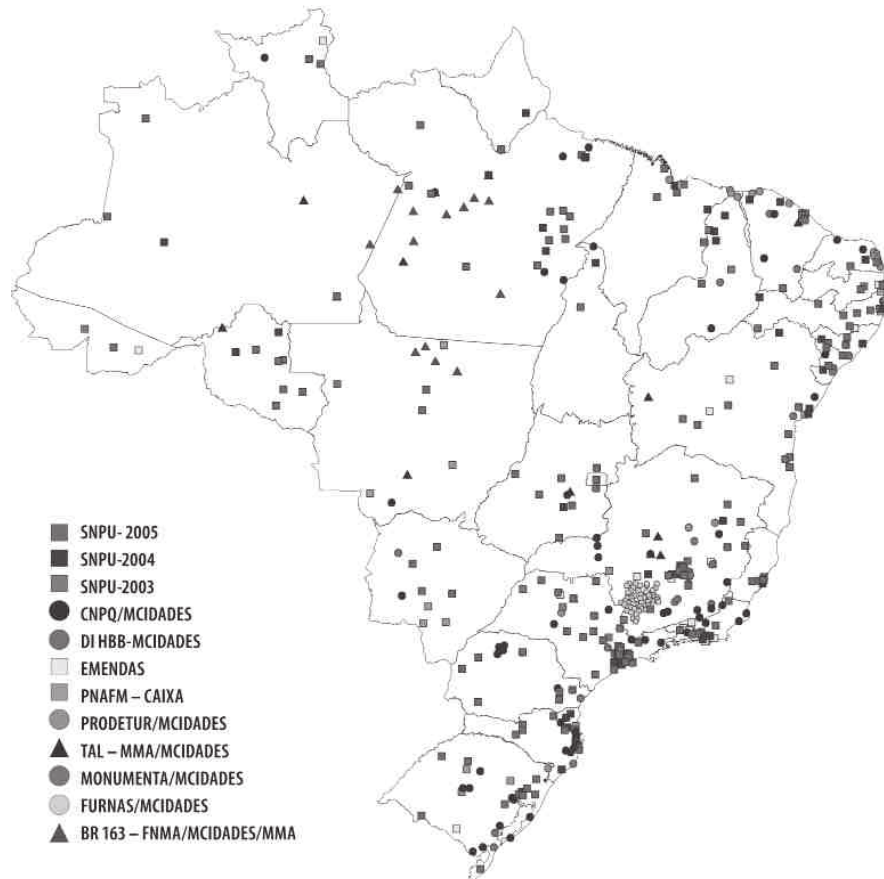 SNPU- 2005
SNPU-2004
SNPU-2003
CNPQ/MCIDADES
DI HBB-MCIDADES
EMENDAS
PNAFM – CAIXA
PRODETUR/MCIDADES
TAL – MMA/MCIDADES
MONUMENTA/MCIDADES
FURNAS/MCIDADES
BR 163 – FNMA/MCIDADES/MMA